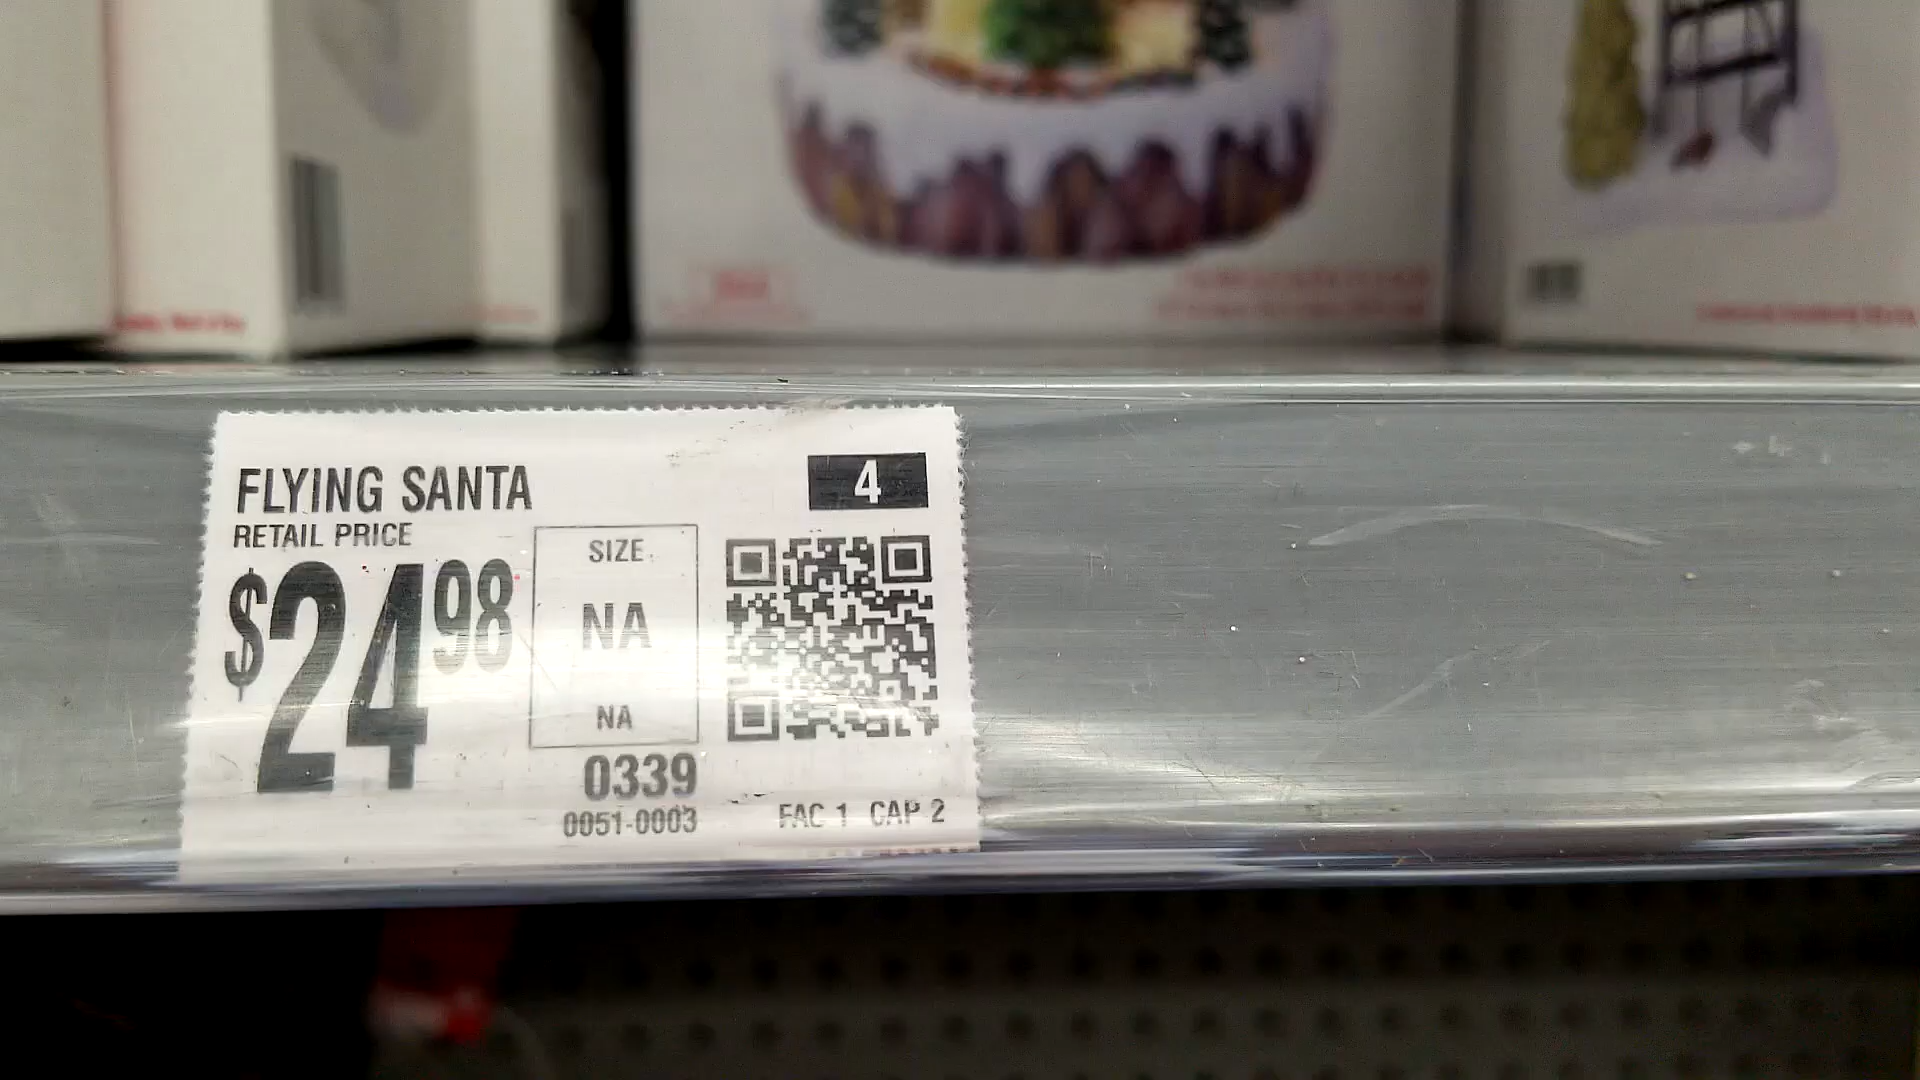 FLYING SANTA
4
RETAIL PRICE
$24.98
SIZE
NA
NA
0339
0051-0003
FAC 1 CAP 2